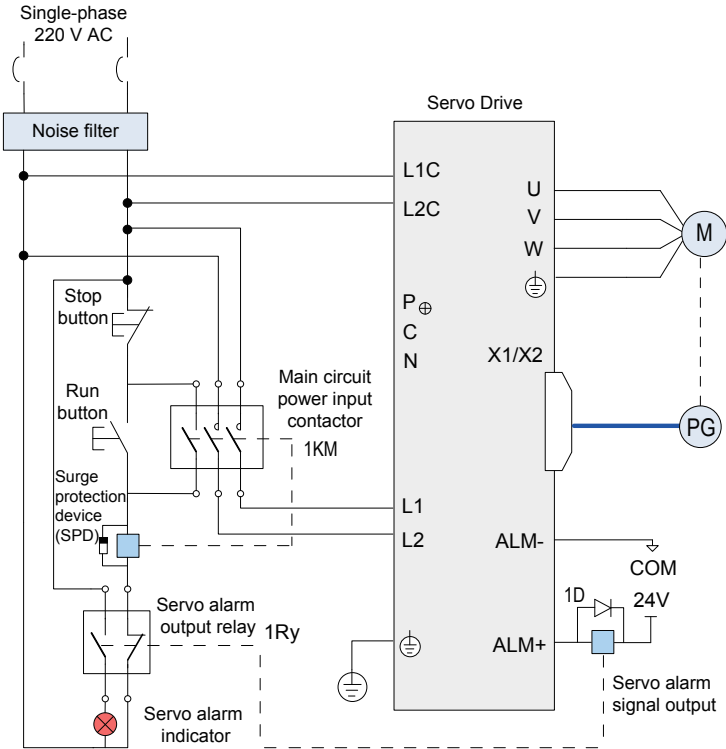 Single-phase
220 V AC
Noise filter
Servo Drive
L1C
L2C
U
V
W
M
Stop
button
P
C
N
X1/X2
Run
button
Main circuit
power input
contactor
1KM
PG
Surge
protection
device
(SPD)
L1
L2
ALM-
COM
1D
24V
Servo alarm
output relay
1Ry
ALM+
Servo alarm
indicator
Servo alarm
signal output